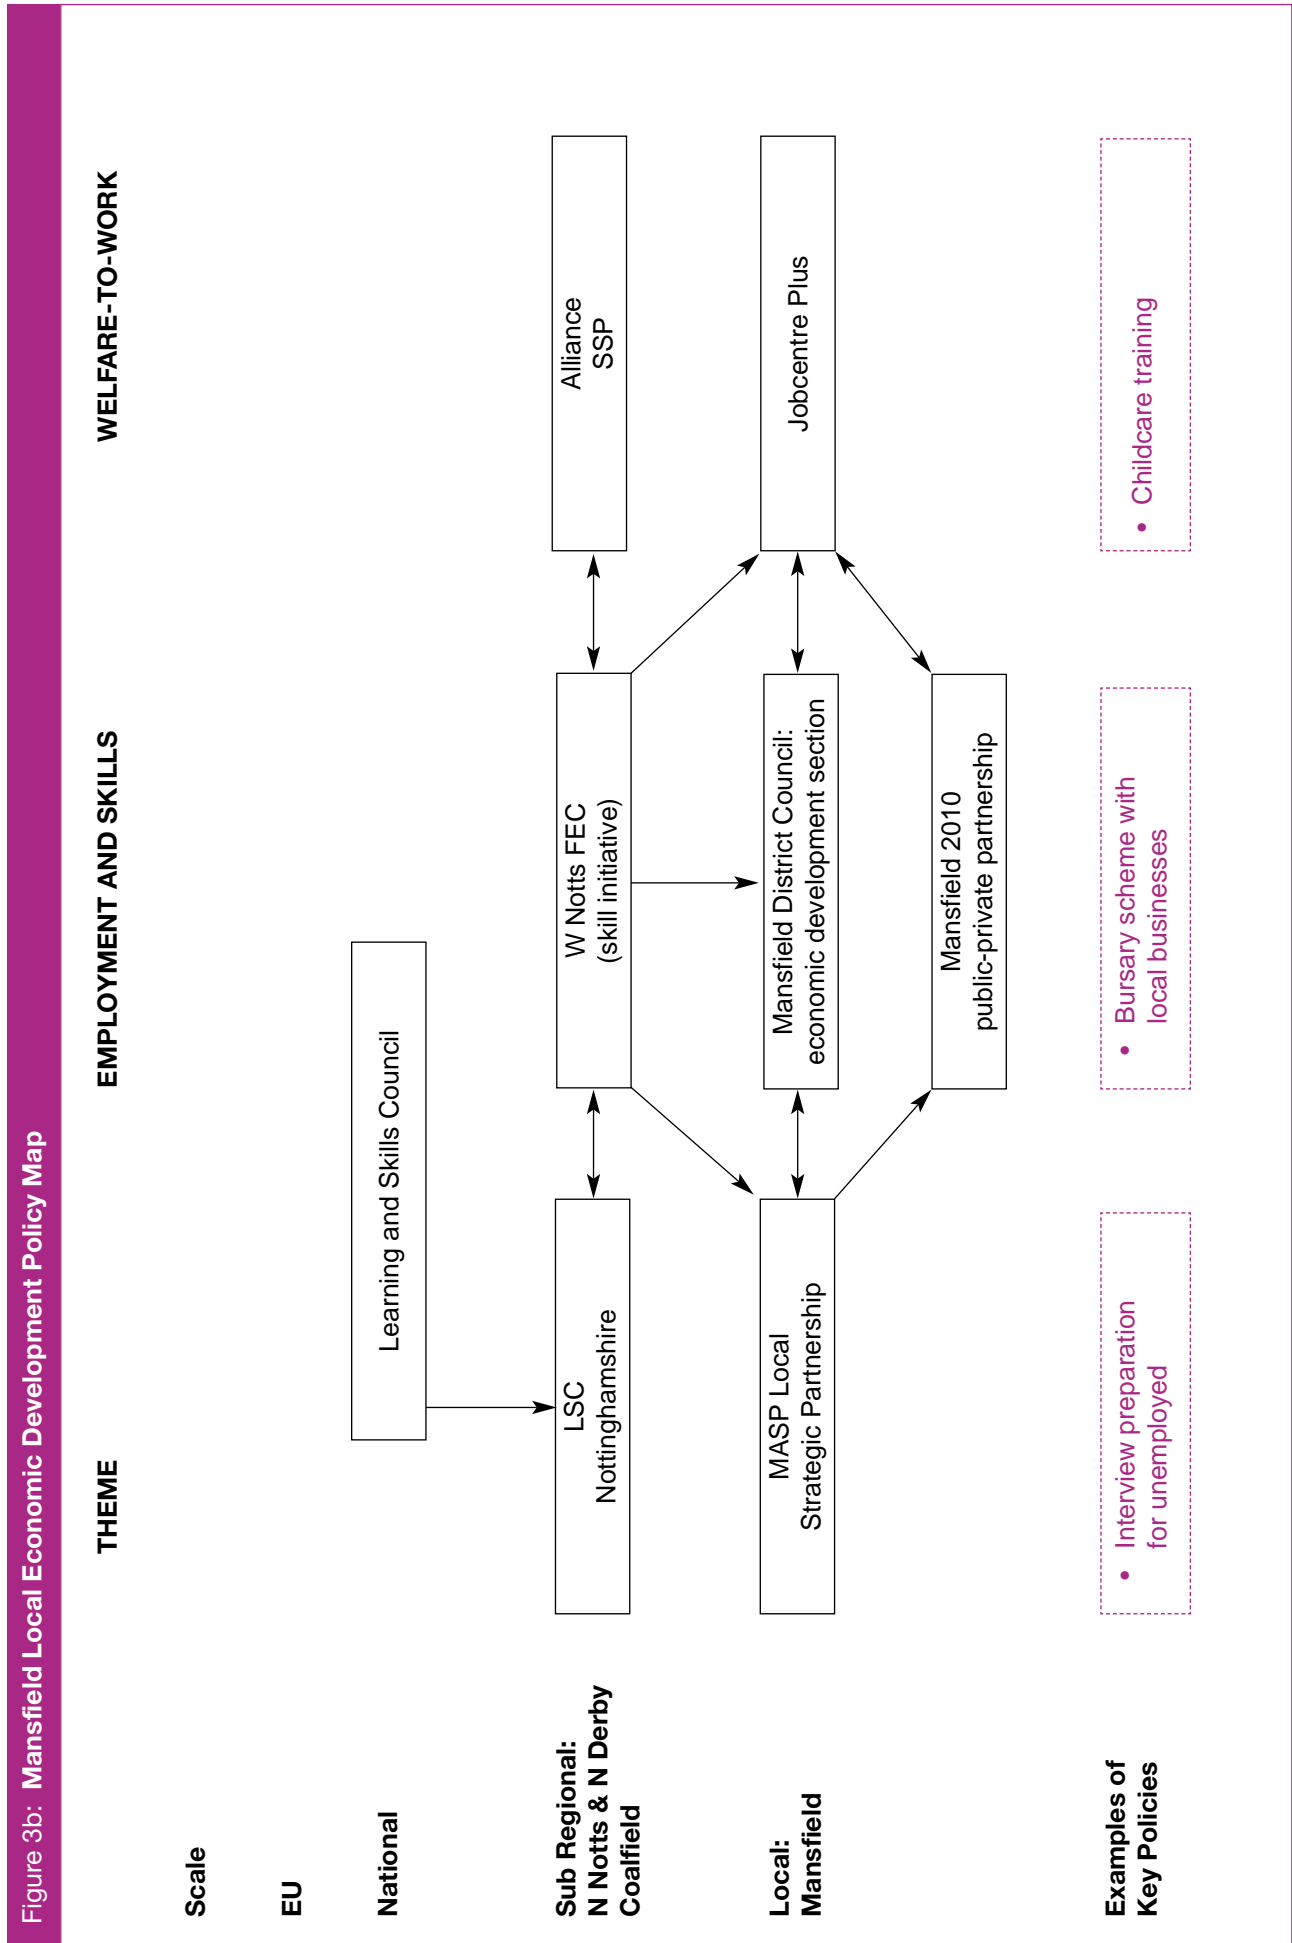 Figure 3b: Mansfield Local Economic Development Policy Map
THEME
EMPLOYMENT AND SKILLS
WELFARE-TO-WORK
Scale
EU
National
Learning and Skills Council
Sub Regional:
N Notts & N Derby
Coalfield
LSC
Nottinghamshire
W Notts FEC
(skill initiative)
Alliance
SSP
Local:
Mansfield
MASP Local
Strategic Partnership
Mansfield District Council:
economic development section
Jobcentre Plus
Mansfield 2010
public-private partnership
Examples of
Key Policies
• Interview preparation
for unemployed
• Bursary scheme with
local businesses
• Childcare training